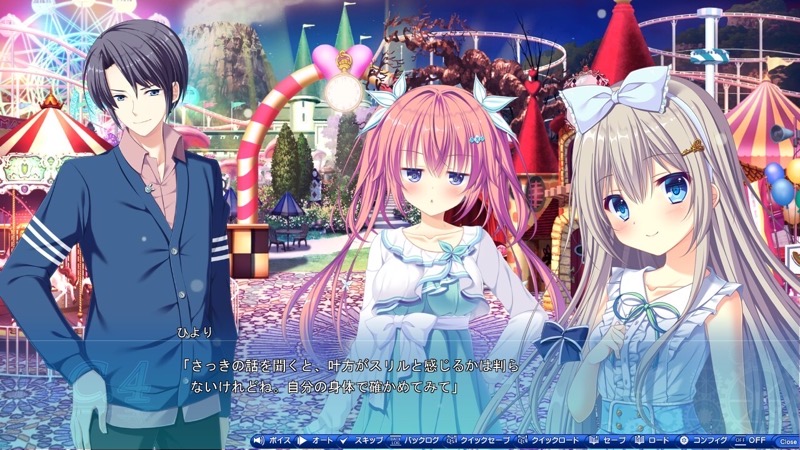 ひより
「さっきの話を聞くと、叶方がスリルと感じるかは判ら
ないけれどね。自分の身体で確かめてみて」
ボイス オート スキップ バックログ クイックセーブ クイックロード セーブ ロード コンフィグ OFF Close